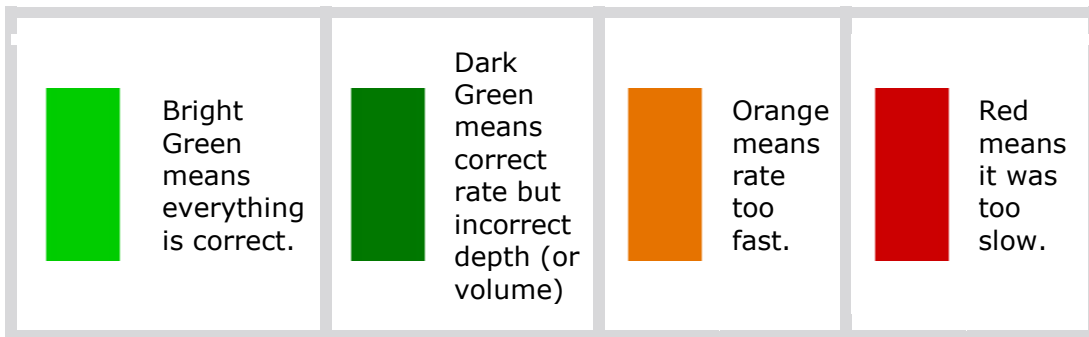 Bright
Green
means
everything
is correct.
Dark
Green
means
correct
rate but
incorrect
depth (or
volume)
Orange
means
rate
too
fast.
Red
means
it was
too
slow.